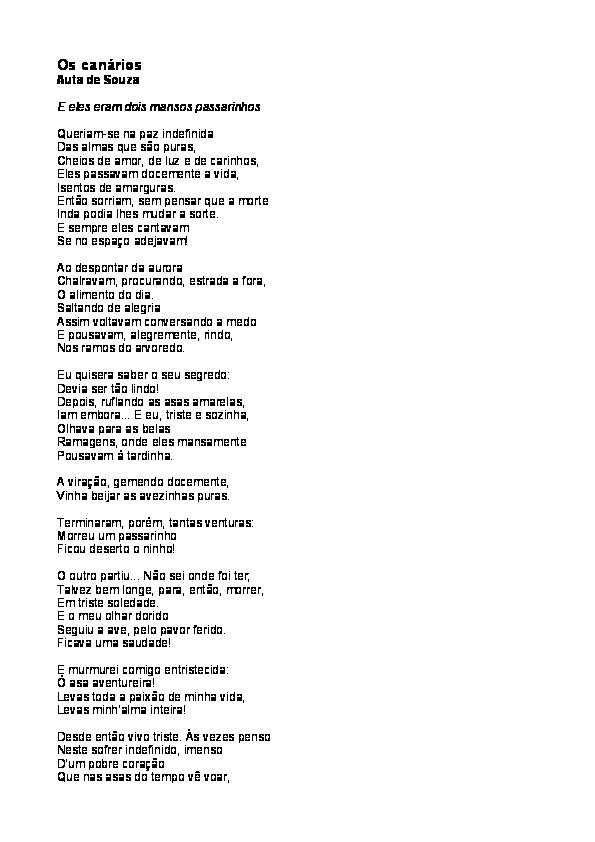 Os canários
Auta de Souza
E eles eram dois mansos passarinhos
Queriam-se na paz indefinida
Das almas que são puras,
Cheios de amor, de luz e de carinhos,
Eles passavam docemente a vida,
Isentos de amarguras.
Então sorriam, sem pensar que a morte
Inda podia lhes mudar a sorte.
E sempre eles cantavam
Se no espaço adejavam!
Ao despontar da aurora
Chalravam, procurando, estrada a fora,
O alimento do dia.
Saltando de alegria
Assim voltavam conversando a medo
E pousavam, alegremente, rindo,
Nos ramos do arvoredo.
Eu quisera saber o seu segredo:
Devia ser tão lindo!
Depois, ruflando as asas amarelas,
Iam embora... E eu, triste e sozinha,
Olhava para as belas
Ramagens, onde eles mansamente
Pousavam à tardinha.
A viração, gemendo docemente,
Vinha beijar as avezinhas puras.
Terminaram, porém, tantas venturas:
Morreu um passarinho
Ficou deserto o ninho!
O outro partiu... Não sei onde foi ter,
Talvez bem longe, para, então, morrer,
Em triste soledade.
E o meu olhar dorido
Seguiu a ave, pelo pavor ferido.
Ficava uma saudade!
E murmurei comigo entristecida:
Ó asa aventureira!
Levas toda a paixão de minha vida,
Levas minh'alma inteira!
Desde então vivo triste. Às vezes penso
Neste sofrer indefinido, imenso
D'um pobre coração
Que nas asas do tempo vê voar,